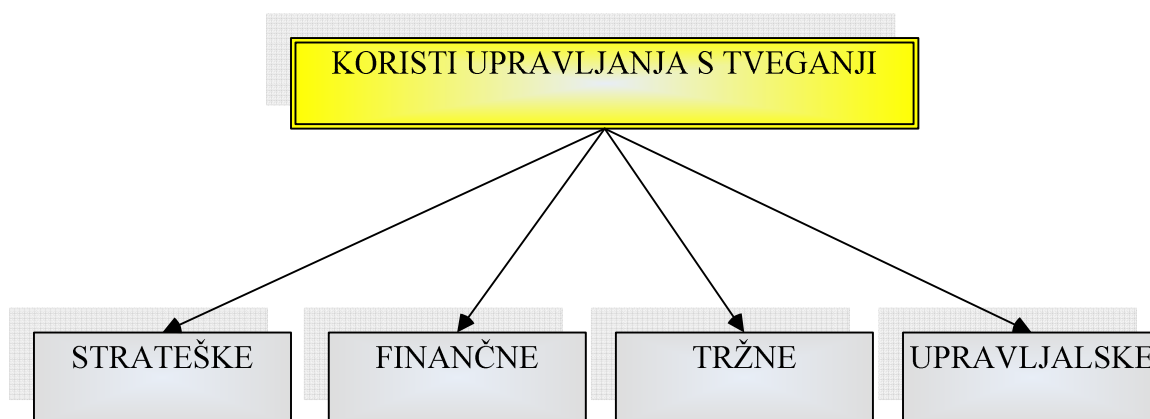 KORISTI UPRAVLJANJA S TVEGANJI
STRATEŠKE
FINANČNE
TRŽNE
UPRAVLJALSKE